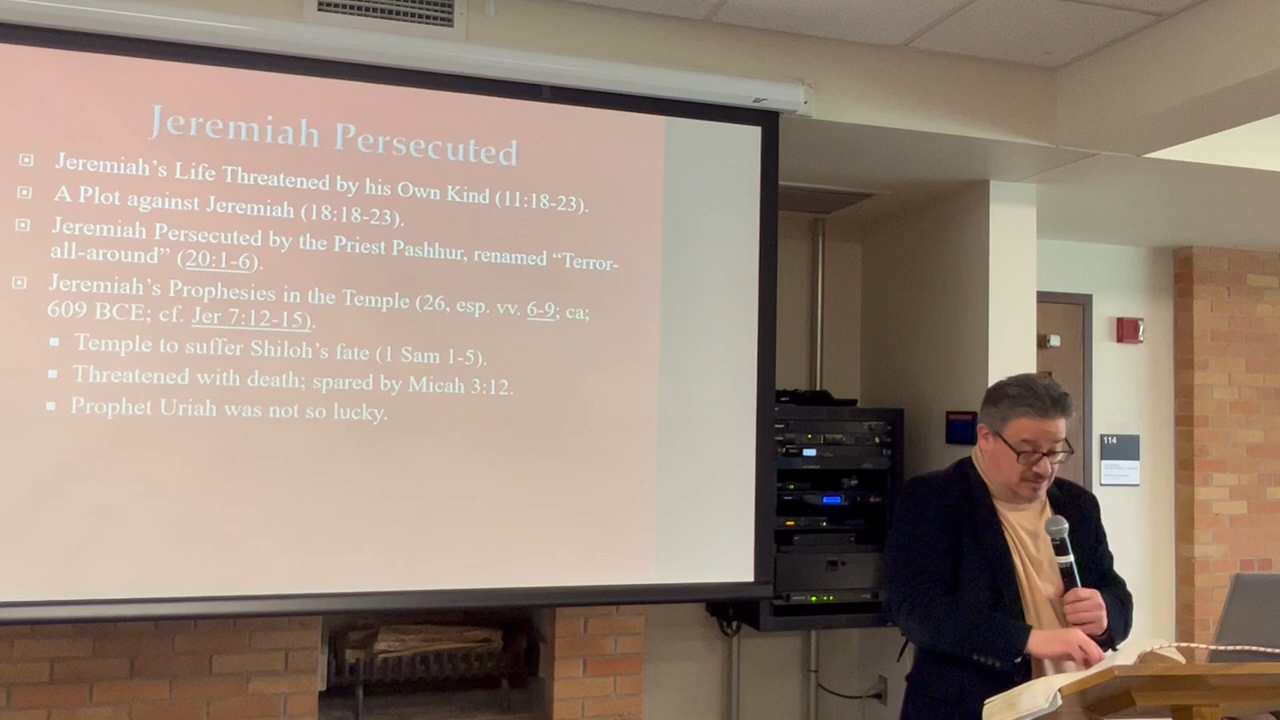 Jeremiah Persecuted
Jeremiah's Life Threatened by his Own Kind (11:18-23).
A Plot against Jeremiah (18:18-23).
Jeremiah Persecuted by the Priest Pashhur, renamed “Terror-
all-around” (20:1-6).
Jeremiah's Prophesies in the Temple (26, esp. vv. 6-9; ca;
609 BCE; cf. Jer 7:12-15).
Temple to suffer Shiloh's fate (1 Sam 1-5).
Threatened with death; spared by Micah 3:12.
Prophet Uriah was not so lucky.
114